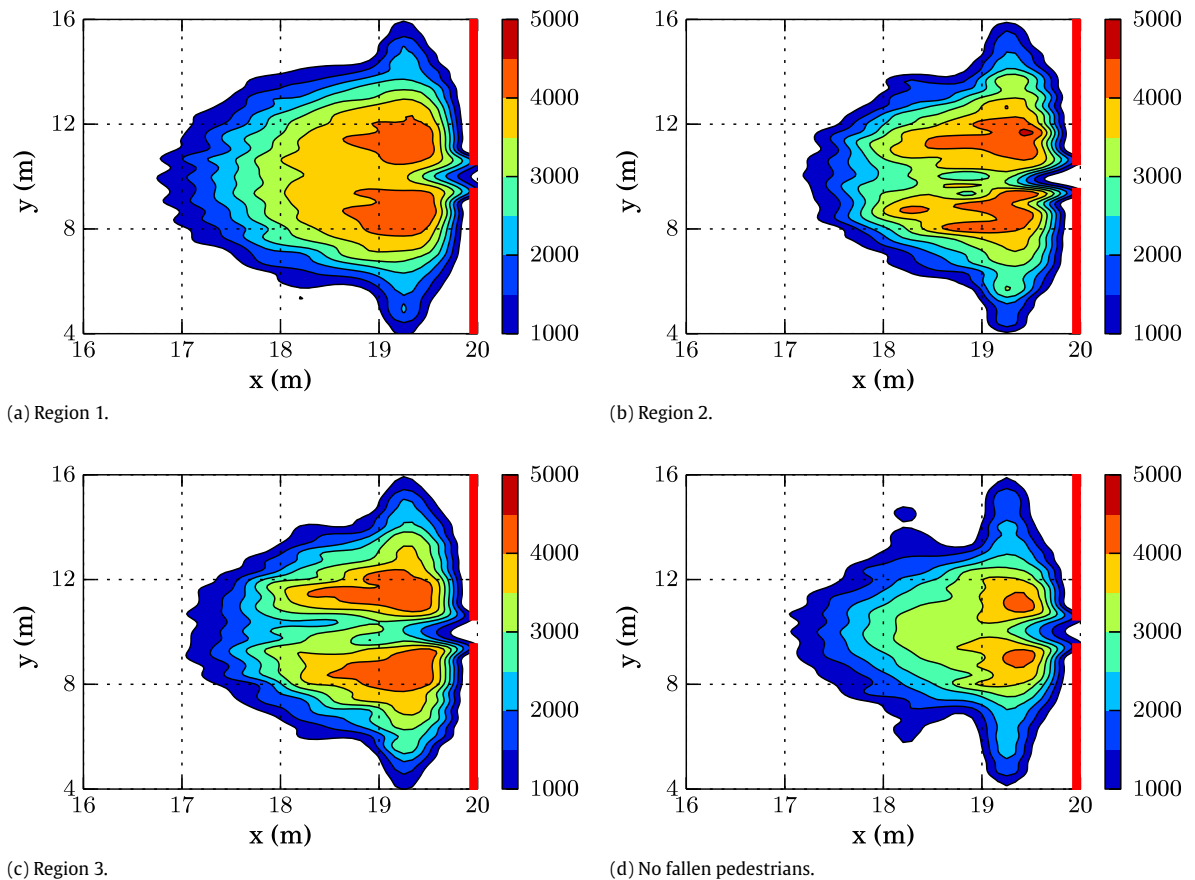 16
12
8
4
y (m)
16 17 18 19 20
x (m)
5000
4000
3000
2000
1000
(a) Region 1.
16
12
8
4
y (m)
16 17 18 19 20
x (m)
5000
4000
3000
2000
1000
(b) Region 2.
16
12
8
4
y (m)
16 17 18 19 20
x (m)
5000
4000
3000
2000
1000
(c) Region 3.
16
12
8
4
y (m)
16 17 18 19 20
x (m)
5000
4000
3000
2000
1000
(d) No fallen pedestrians.